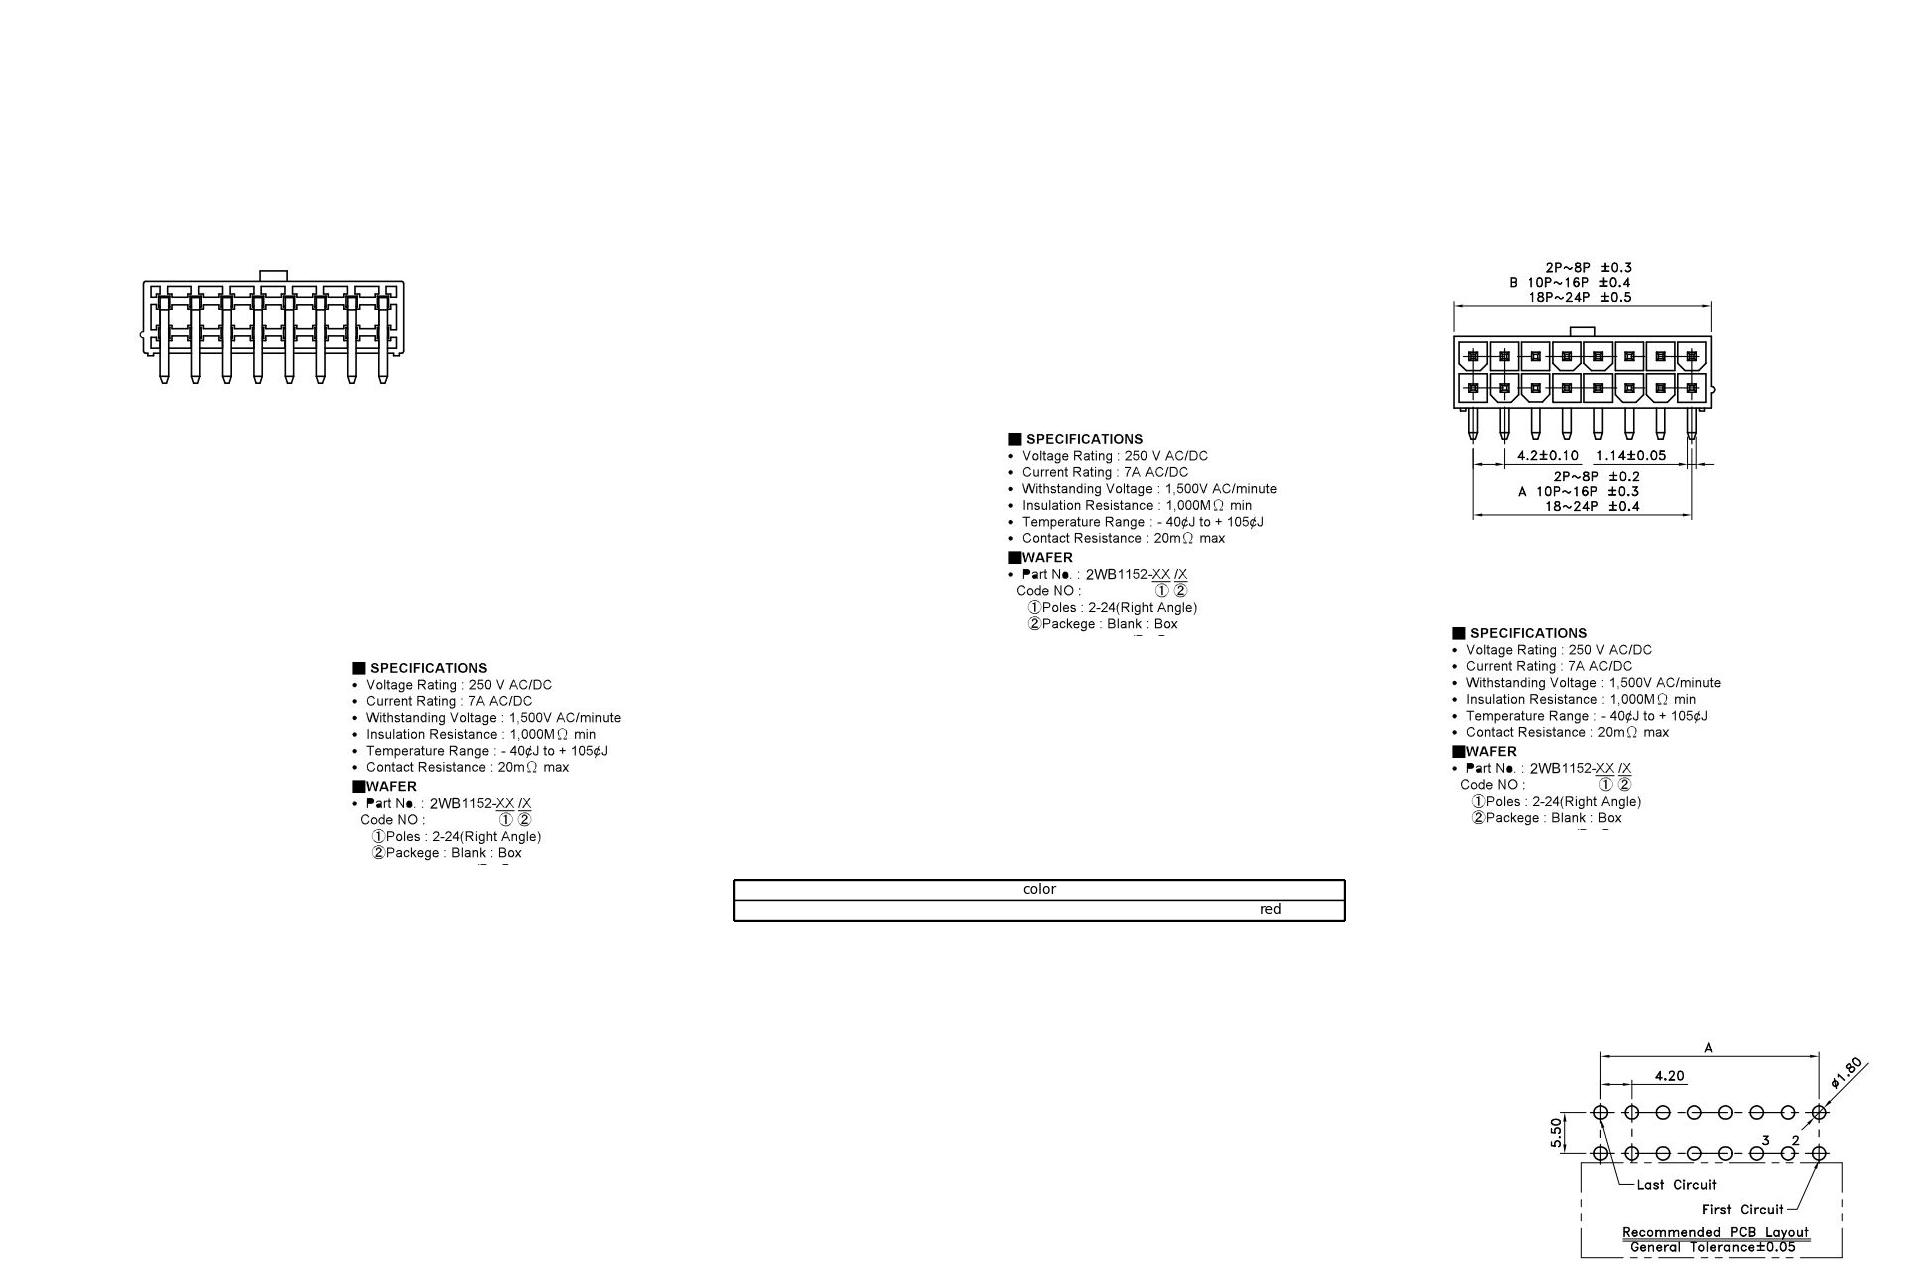 2P~8P ±0.3
B 10P~16P ±0.4
18P~24P ±0.5
4.2±0.10 1.14±0.05
2P~8P ±0.2
A 10P~16P ±0.3
18~24P ±0.4
■ SPECIFICATIONS
• Voltage Rating : 250 V AC/DC
• Current Rating : 7A AC/DC
• Withstanding Voltage : 1,500V AC/minute
• Insulation Resistance : 1,000MΩ min
• Temperature Range : - 40¢J to + 105¢J
• Contact Resistance : 20mΩ max
■WAFER
• Part No. : 2WB1152-XX /X
Code NO : ① ②
①Poles : 2-24(Right Angle)
②Packege : Blank : Box
■ SPECIFICATIONS
• Voltage Rating : 250 V AC/DC
• Current Rating : 7A AC/DC
• Withstanding Voltage : 1,500V AC/minute
• Insulation Resistance : 1,000MΩ min
• Temperature Range : - 40¢J to + 105¢J
• Contact Resistance : 20mΩ max
■WAFER
• Part No. : 2WB1152-XX /X
Code NO : ① ②
①Poles : 2-24(Right Angle)
②Packege : Blank : Box
■ SPECIFICATIONS
• Voltage Rating : 250 V AC/DC
• Current Rating : 7A AC/DC
• Withstanding Voltage : 1,500V AC/minute
• Insulation Resistance : 1,000MΩ min
• Temperature Range : - 40¢J to + 105¢J
• Contact Resistance : 20mΩ max
■WAFER
• Part No. : 2WB1152-XX /X
Code NO : ① ②
①Poles : 2-24(Right Angle)
②Packege : Blank : Box
color
red
A
4.20
ø1.80
5.50
3 2
Last Circuit
First Circuit
Recommended PCB Layout
General Tolerance±0.05